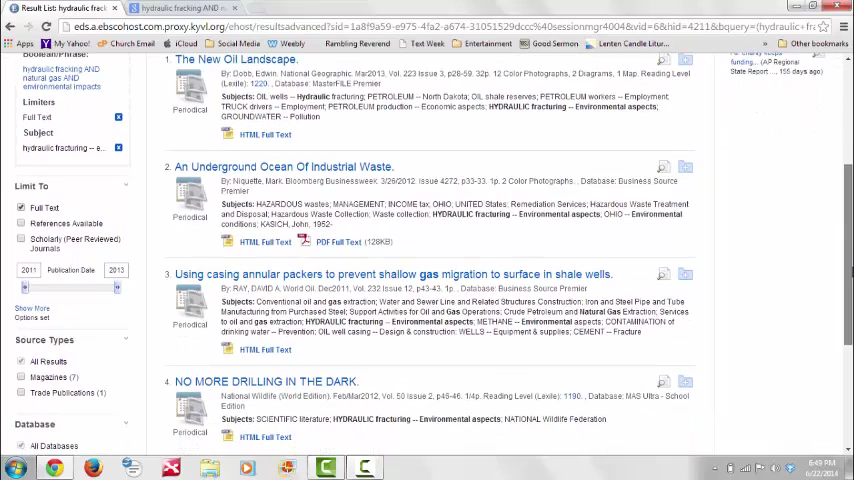 Result List: hydraulic frack
hydraulic fracking AND n
eds.a.ebscohost.com.proxy.kyvl.org/ehost/resultsadvanced?sid=1a8f9a59-e975-4fa2-a674-31051529dccc%40sessionmgr4004&vid=6&hid=4211&bquery=(hydraulic+fra
Apps
My Yahoo!
Church Email
iCloud
Social Media
Weekly
Rambling Reverend
Text Week
Entertainment
Good Sermon
Lenten Candle Litur...
Other bookmarks
Boolean/Phrase:
hydraulic fracking AND
natural gas AND
environmental impacts
Limiters
Full Text
Subject
hydraulic fracturing -- e...
Limit To
Full Text
References Available
Scholarly (Peer Reviewed)
Journals
2011 Publication Date 2013
Show More
Options set
Source Types
All Results
Magazines (7)
Trade Publications (1)
Database
All Databases
1. The New Oil Landscape.
By: Dobb, Edwin. National Geographic. Mar2013, Vol. 223 Issue 3, p28-59. 32p. 12 Color Photographs, 2 Diagrams, 1 Map. Reading Level
(Lexile): 1220. , Database: MasterFILE Premier
Periodical
Subjects: OIL wells -- Hydraulic fracturing; PETROLEUM -- North Dakota; OIL shale reserves; PETROLEUM workers -- Employment;
TRUCK drivers -- Employment; PETROLEUM production -- Economic aspects; HYDRAULIC fracturing -- Environmental aspects;
GROUNDWATER -- Pollution
HTML Full Text
2. An Underground Ocean Of Industrial Waste.
By: Niquette, Mark. Bloomberg Businessweek. 3/26/2012, Issue 4272, p33-33. 1p. 2 Color Photographs. , Database: Business Source
Premier
Periodical
Subjects: HAZARDOUS wastes; MANAGEMENT; INCOME tax; OHIO; UNITED States; Remediation Services; Hazardous Waste Treatment
and Disposal; Hazardous Waste Collection; Waste collection; HYDRAULIC fracturing -- Environmental aspects; OHIO -- Environmental
conditions; KASICH, John, 1952-
HTML Full Text PDF Full Text (128KB)
3. Using casing annular packers to prevent shallow gas migration to surface in shale wells.
By: RAY, DAVID A. World Oil. Dec2011, Vol. 232 Issue 12, p43-43. 1p. , Database: Business Source Premier
Periodical
Subjects: Conventional oil and gas extraction; Water and Sewer Line and Related Structures Construction; Iron and Steel Pipe and Tube
Manufacturing from Purchased Steel; Support Activities for Oil and Gas Operations; Crude Petroleum and Natural Gas Extraction; Services
to oil and gas extraction; HYDRAULIC fracturing -- Environmental aspects; METHANE -- Environmental aspects; CONTAMINATION of
drinking water -- Prevention; OIL well casing -- Design & construction; WELLS -- Equipment & supplies; CEMENT -- Fracture
HTML Full Text
4. NO MORE DRILLING IN THE DARK.
National Wildlife (World Edition). Feb/Mar2012, Vol. 50 Issue 2, p45-46. 1/4p. Reading Level (Lexile): 1190. , Database: MAS Ultra - School
Edition
Periodical
Subjects: SCIENTIFIC literature; HYDRAULIC fracturing -- Environmental aspects; NATIONAL Wildlife Federation
HTML Full Text
funding... (AP Regional
State Report ... 155 days ago)
6:49 PM
6/22/2014